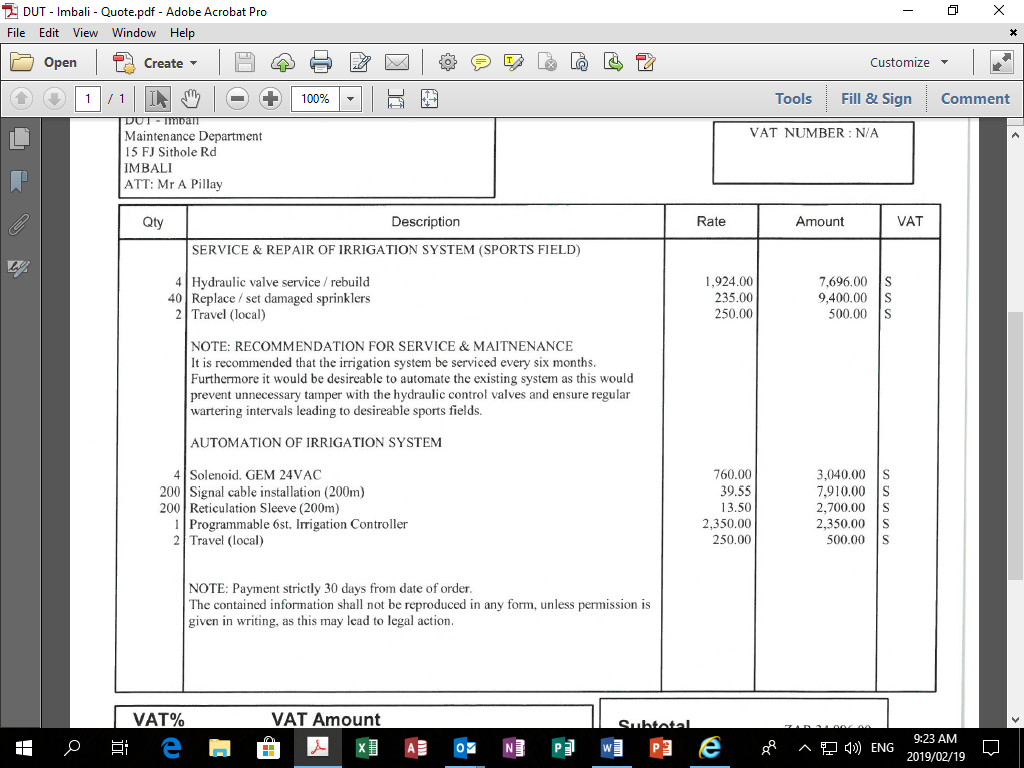 DUT - Imbali - Quote.pdf - Adobe Acrobat Pro
File Edit View Window Help
Open Create Customize
1 / 1 100% Tools Fill & Sign Comment
DUT - Imbali
Maintenance Department
15 FJ Sithole Rd
IMBALI
ATT: Mr A Pillay
VAT NUMBER : N/A
Qty Description Rate Amount VAT
SERVICE & REPAIR OF IRRIGATION SYSTEM (SPORTS FIELD)
4 Hydraulic valve service / rebuild 1,924.00 7,696.00 S
40 Replace / set damaged sprinklers 235.00 9,400.00 S
2 Travel (local) 250.00 500.00 S
NOTE: RECOMMENDATION FOR SERVICE & MAITNENANCE
It is recommended that the irrigation system be serviced every six months.
Furthermore it would be desireable to automate the existing system as this would
prevent unnecessary tamper with the hydraulic control valves and ensure regular
wartering intervals leading to desireable sports fields.
AUTOMATION OF IRRIGATION SYSTEM
4 Solenoid. GEM 24VAC 760.00 3,040.00 S
200 Signal cable installation (200m) 39.55 7,910.00 S
200 Reticulation Sleeve (200m) 13.50 2,700.00 S
1 Programmable 6st. Irrigation Controller 2,350.00 2,350.00 S
2 Travel (local) 250.00 500.00 S
NOTE: Payment strictly 30 days from date of order.
The contained information shall not be reproduced in any form, unless permission is
given in writing, as this may lead to legal action.
VAT% VAT Amount Subtotal
ENG 9:23 AM
2019/02/19